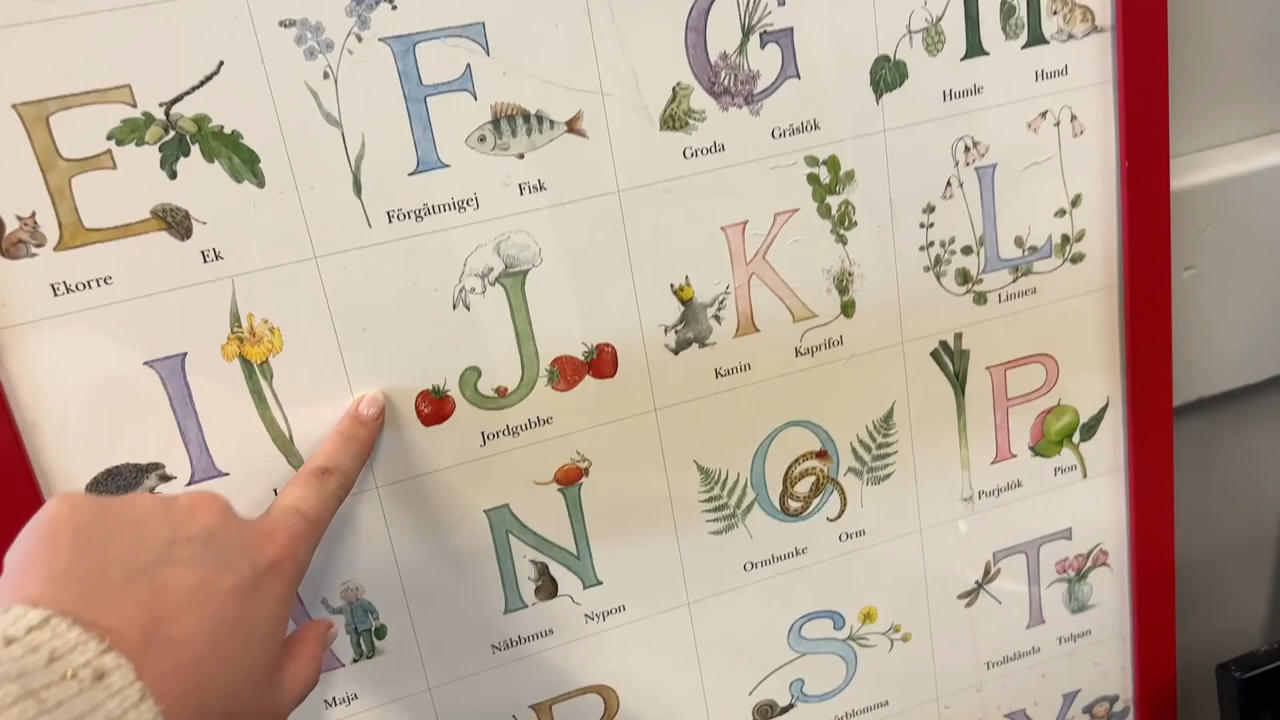 E
F
G
H
Ekorre
Ek
Förgätmigej
Fisk
Groda
Gräslök
Humle
Hund
I
J
K
L
Jordgubbe
Kanin
Kaprifol
Linnea
N
O
P
Maja
Näbbmus
Nypon
Ormbunke
Orm
Purjolök
Pion
S
T
Trollslända
Tulpan